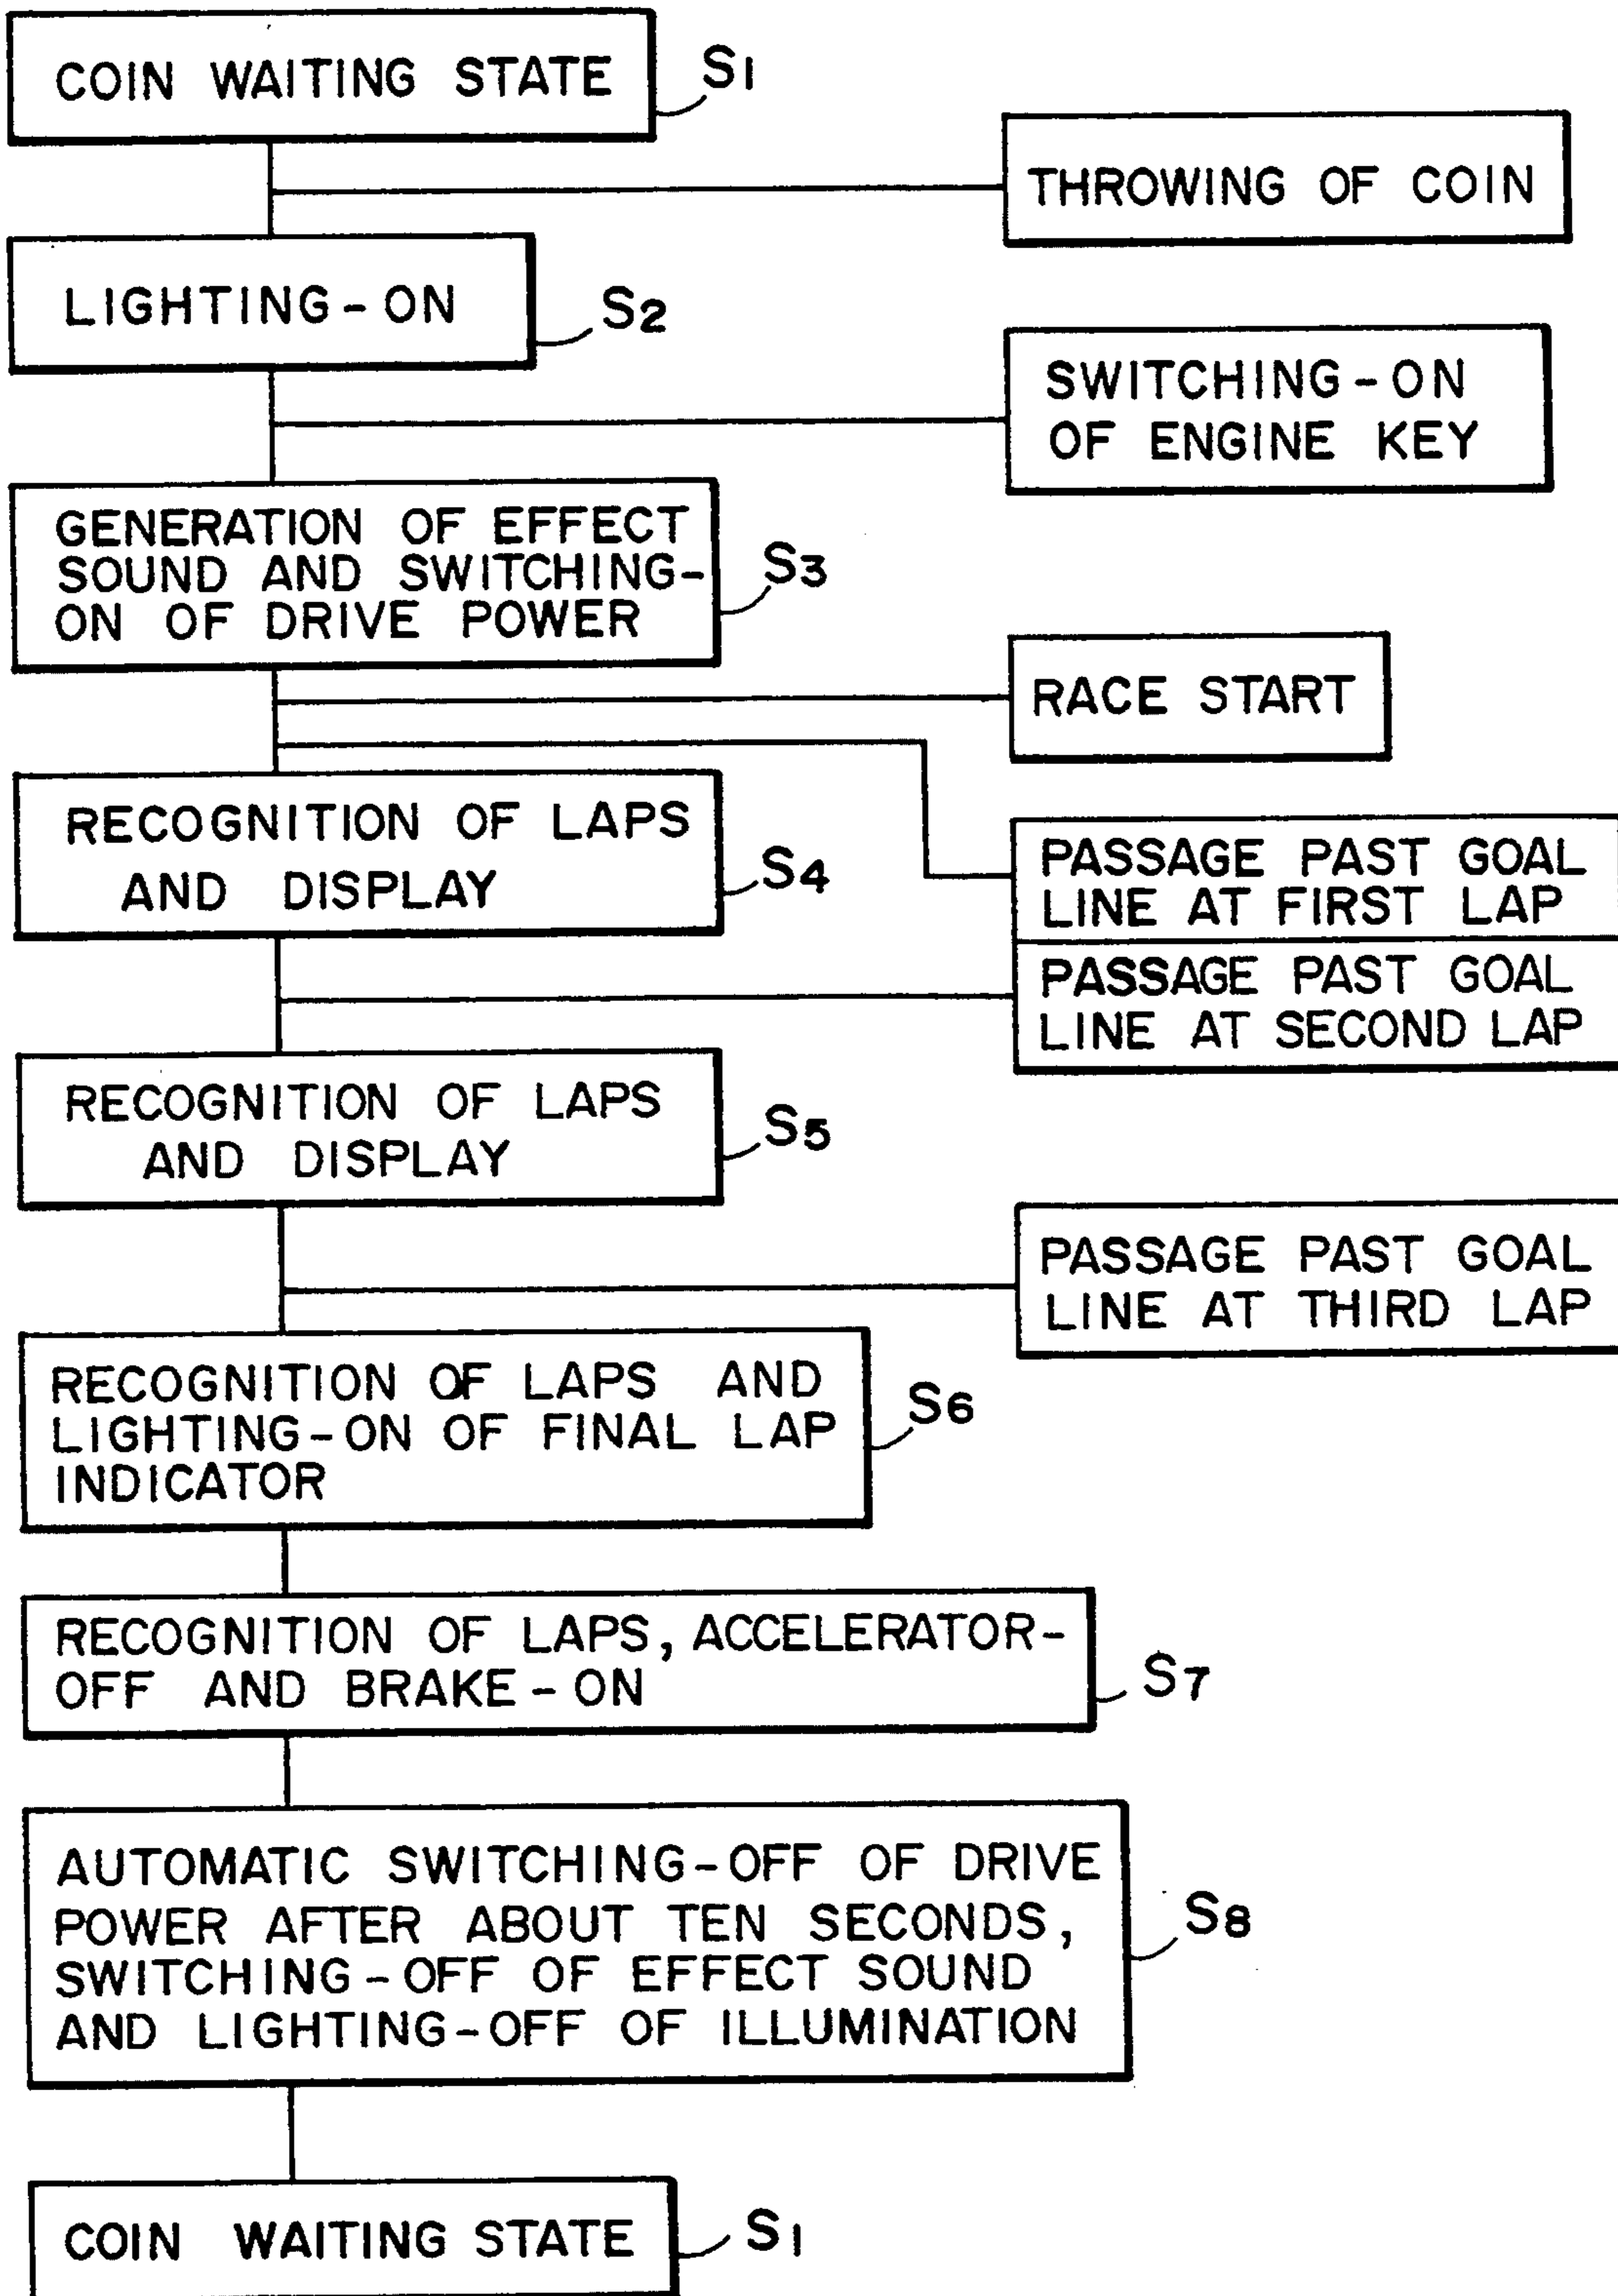 COIN WAITING STATE
S1
THROWING OF COIN
LIGHTING-ON
S2
SWITCHING-ON
OF ENGINE KEY
GENERATION OF EFFECT
SOUND AND SWITCHING-
ON OF DRIVE POWER
S3
RACE START
RECOGNITION OF LAPS
AND DISPLAY
S4
PASSAGE PAST GOAL
LINE AT FIRST LAP
PASSAGE PAST GOAL
LINE AT SECOND LAP
RECOGNITION OF LAPS
AND DISPLAY
S5
PASSAGE PAST GOAL
LINE AT THIRD LAP
RECOGNITION OF LAPS AND
LIGHTING-ON OF FINAL LAP
INDICATOR
S6
RECOGNITION OF LAPS, ACCELERATOR-
OFF AND BRAKE-ON
S7
AUTOMATIC SWITCHING-OFF OF DRIVE
POWER AFTER ABOUT TEN SECONDS,
SWITCHING-OFF OF EFFECT SOUND
AND LIGHTING-OFF OF ILLUMINATION
S8
COIN WAITING STATE
S1